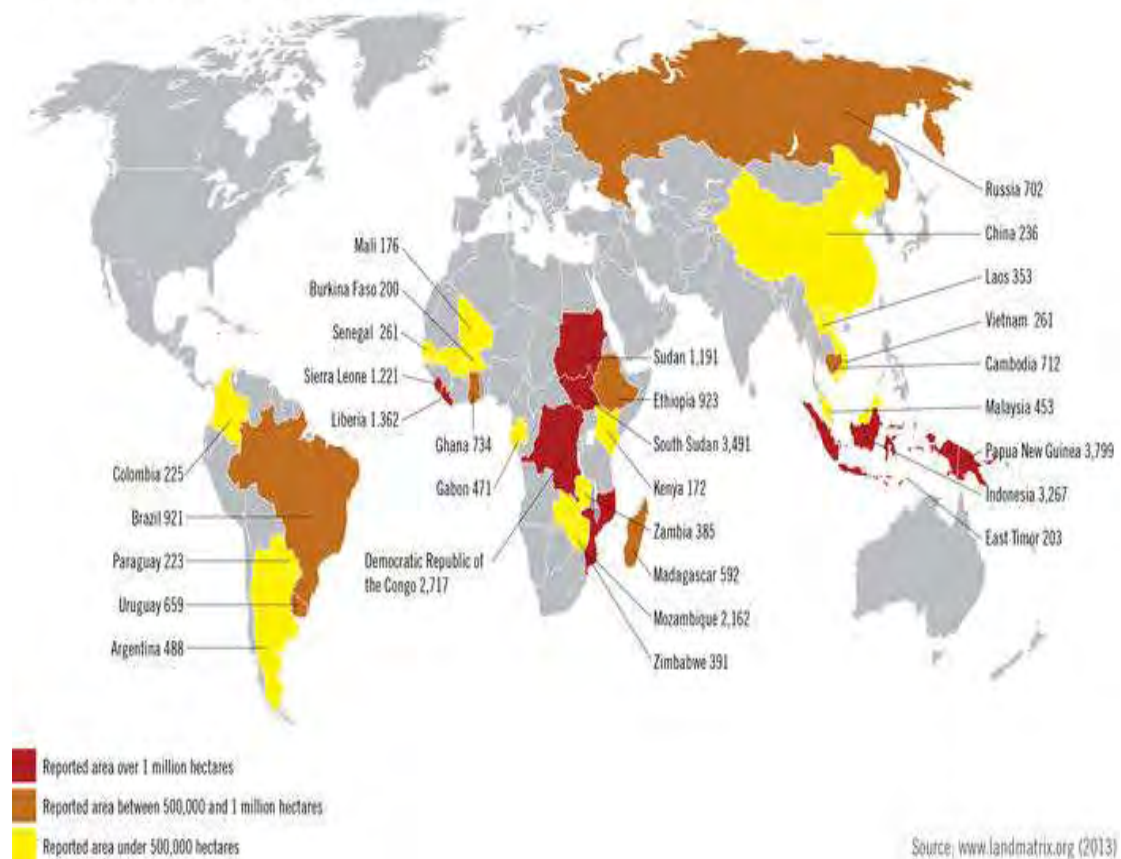 Russia 702
China 236
Laos 353
Vietnam 261
Cambodia 712
Malaysia 453
Papua New Guinea 3,799
Indonesia 3,267
East Timor 203
Mali 176
Burkina Faso 200
Senegal 261
Sierra Leone 1.221
Liberia 1.362
Ghana 734
Gabon 471
Democratic Republic of
the Congo 2,717
Sudan 1,191
Ethiopia 923
South Sudan 3,491
Kenya 172
Zambia 385
Madagascar 592
Mozambique 2,162
Zimbabwe 391
Colombia 225
Brazil 921
Paraguay 223
Uruguay 659
Argentina 488
Reported area over 1 million hectares
Reported area between 500,000 and 1 million hectares
Reported area under 500,000 hectares
Source: www.landmatrix.org (2013)